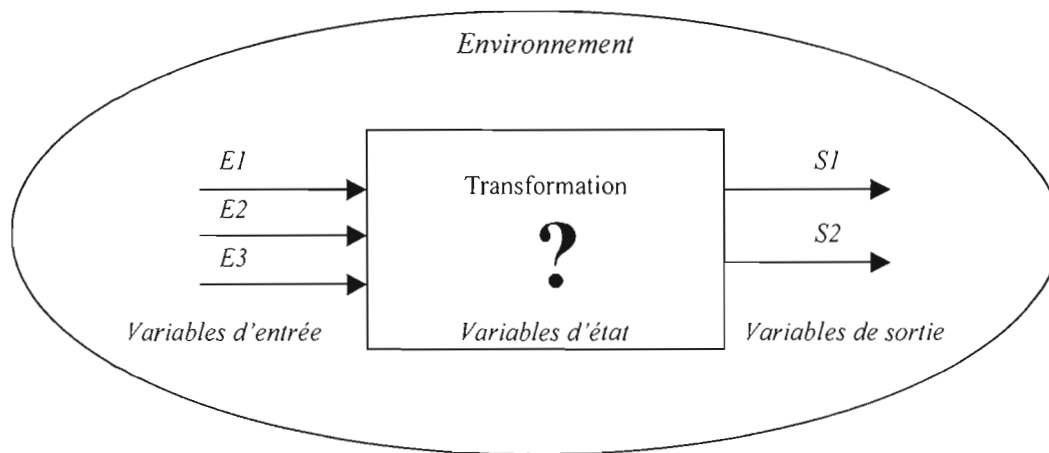 Environnement
E1
S1
Transformation
E2
S2
?
E3
Variables d'entrée
Variables d'état
Variables de sortie